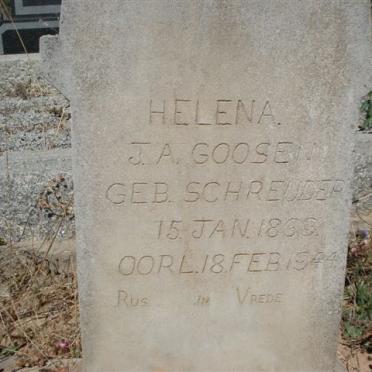 HELENA.
J.A. GOOSEN
GEB. SCHREUDER
15 JAN.
OORL. 18 FEB.
RUS IN VREDE